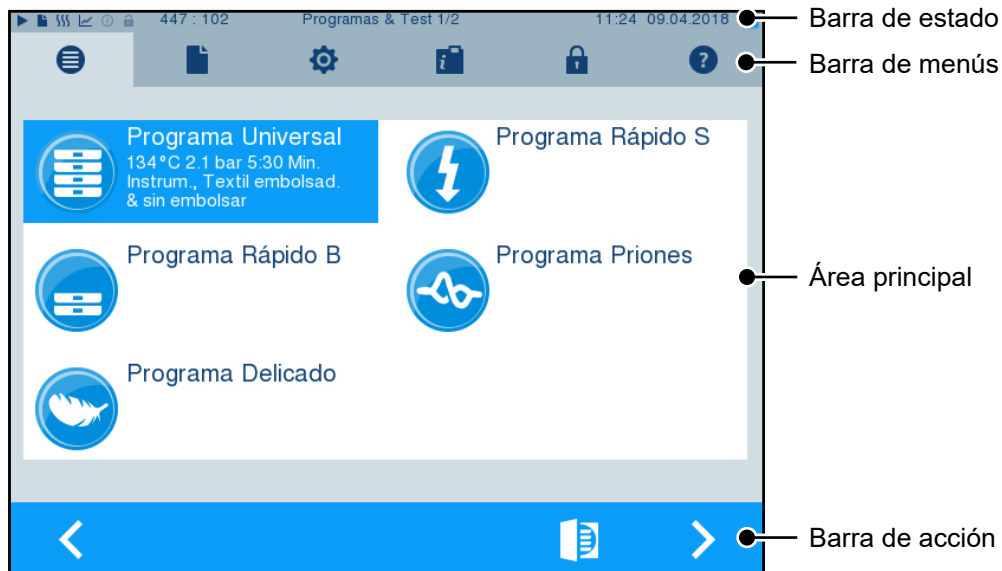 447 : 102 Programas & Test 1/2 11:24 09.04.2018
Barra de estado
Barra de menús
Programa Universal
134°C 2.1 bar 5:30 Min.
Instrum., Textil embolsad.
& sin embolsar
Programa Rápido S
Programa Rápido B
Programa Priones
Área principal
Programa Delicado
Barra de acción